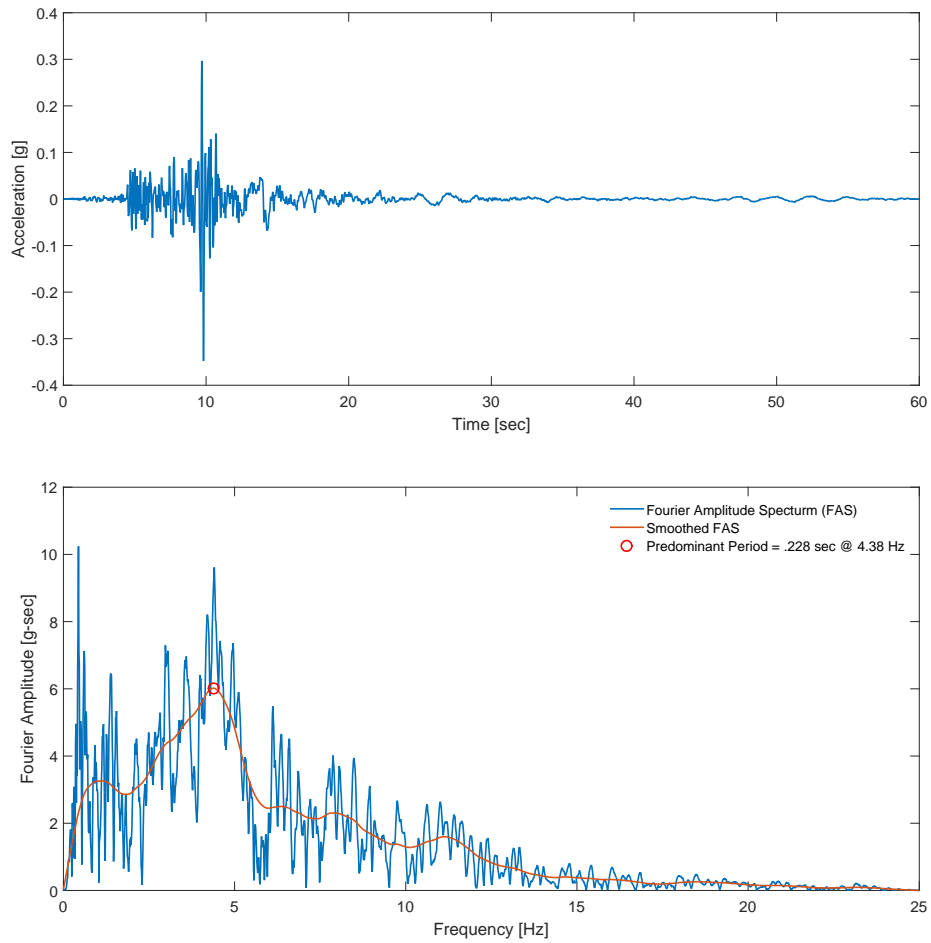 0.4
0.3
0.2
0.1
0
-0.1
-0.2
-0.3
-0.4
Acceleration [g]
0 10 20 30 40 50 60
Time [sec]
12
10
8
6
4
2
0
Fourier Amplitude [g-sec]
Fourier Amplitude Specturm (FAS)
Smoothed FAS
Predominant Period = .228 sec @ 4.38 Hz
0 5 10 15 20 25
Frequency [Hz]